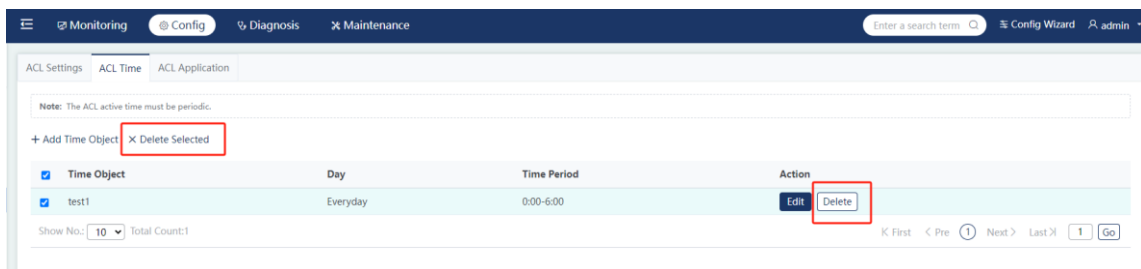 Monitoring Config Diagnosis Maintenance Enter a search term Config Wizard admin
ACL Settings ACL Time ACL Application
Note: The ACL active time must be periodic.
+ Add Time Object × Delete Selected
Time Object Day Time Period Action
test1 Everyday 0:00-6:00 Edit Delete
Show No.: 10 Total Count:1 First < Pre 1 Next > Last 1 Go